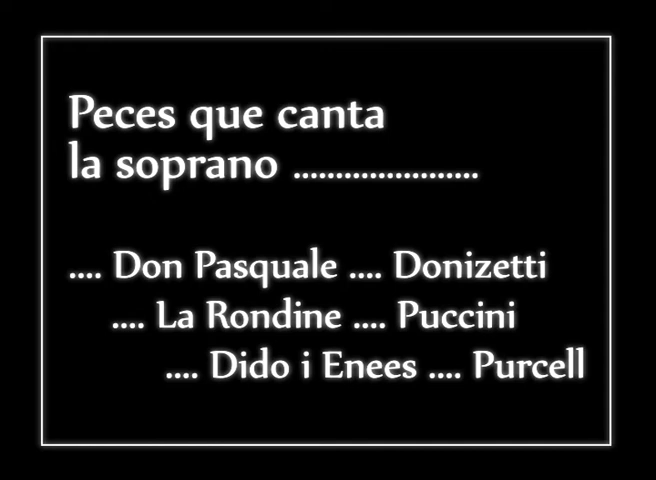 Peces que canta
la soprano ......................
.... Don Pasquale .... Donizetti
.... La Rondine .... Puccini
.... Dido i Enees .... Purcell